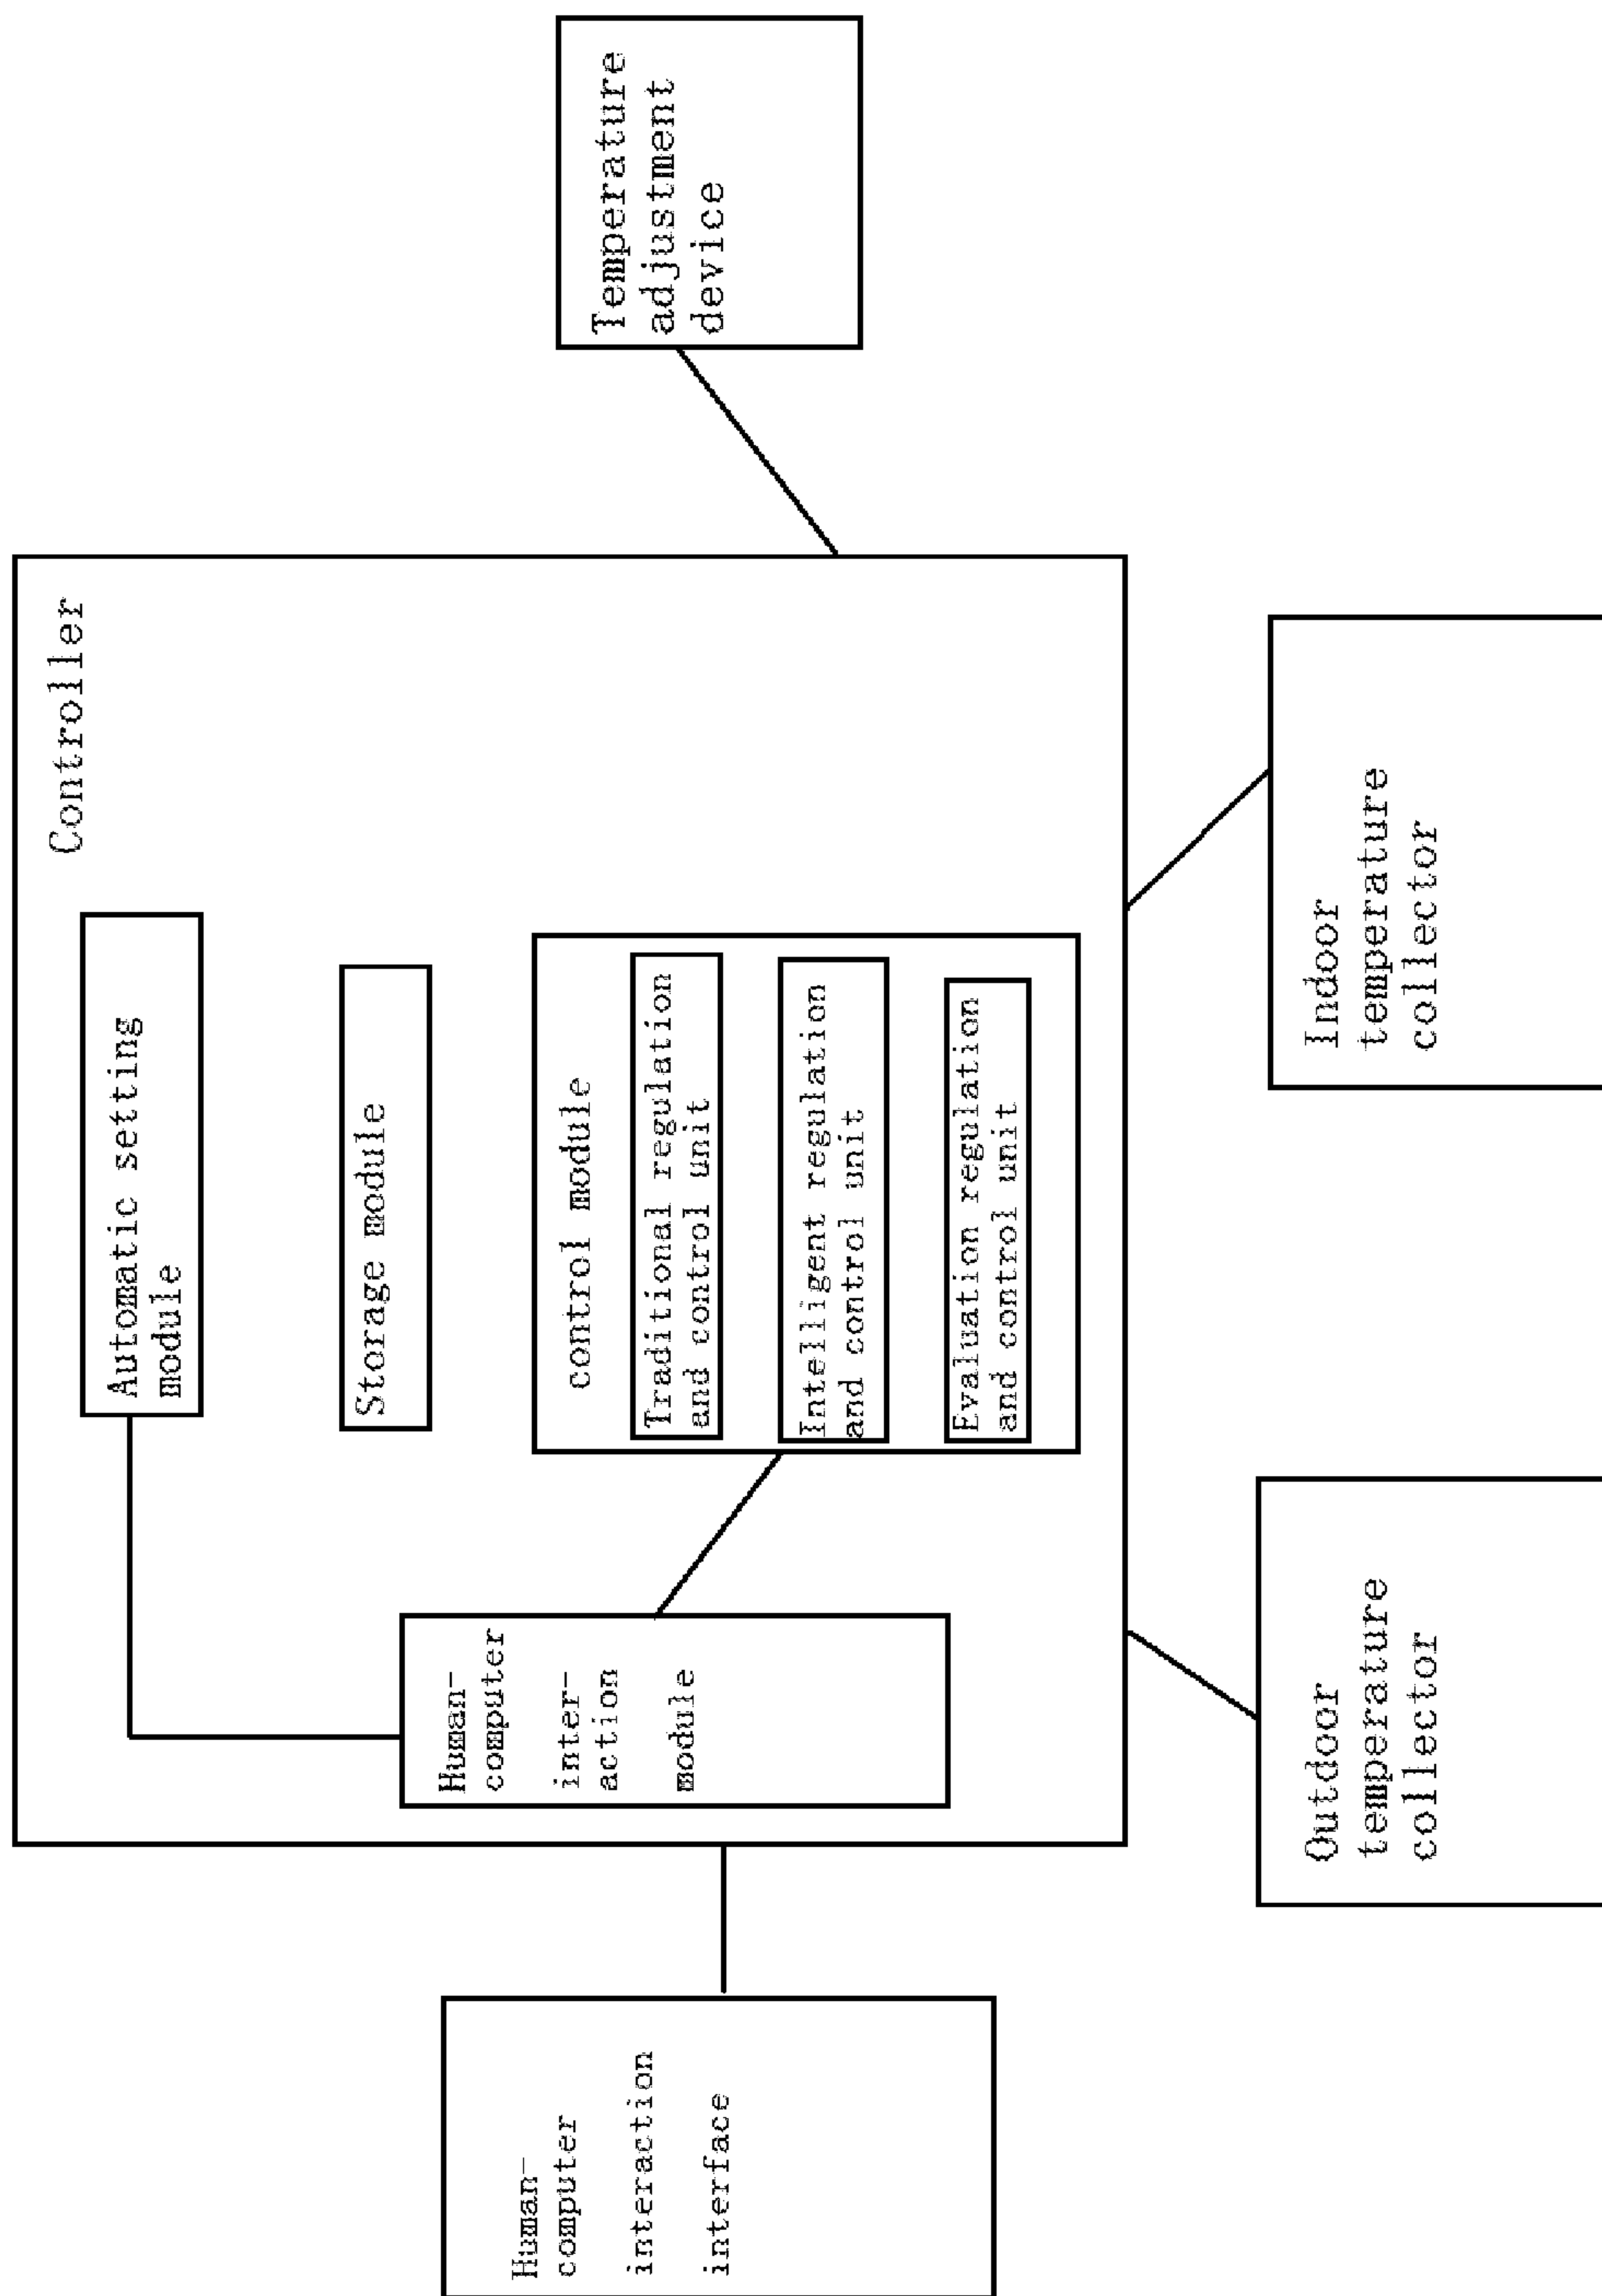 Controller
Automatic setting
module
Storage module
control module
Traditional regulation
and control unit
Intelligent regulation
and control unit
Evaluation regulation
and control unit
Human-
computer
inter-
action
module
Human-
computer
interaction
interface
Temperature
adjustment
device
Outdoor
temperature
collector
Indoor
temperature
collector